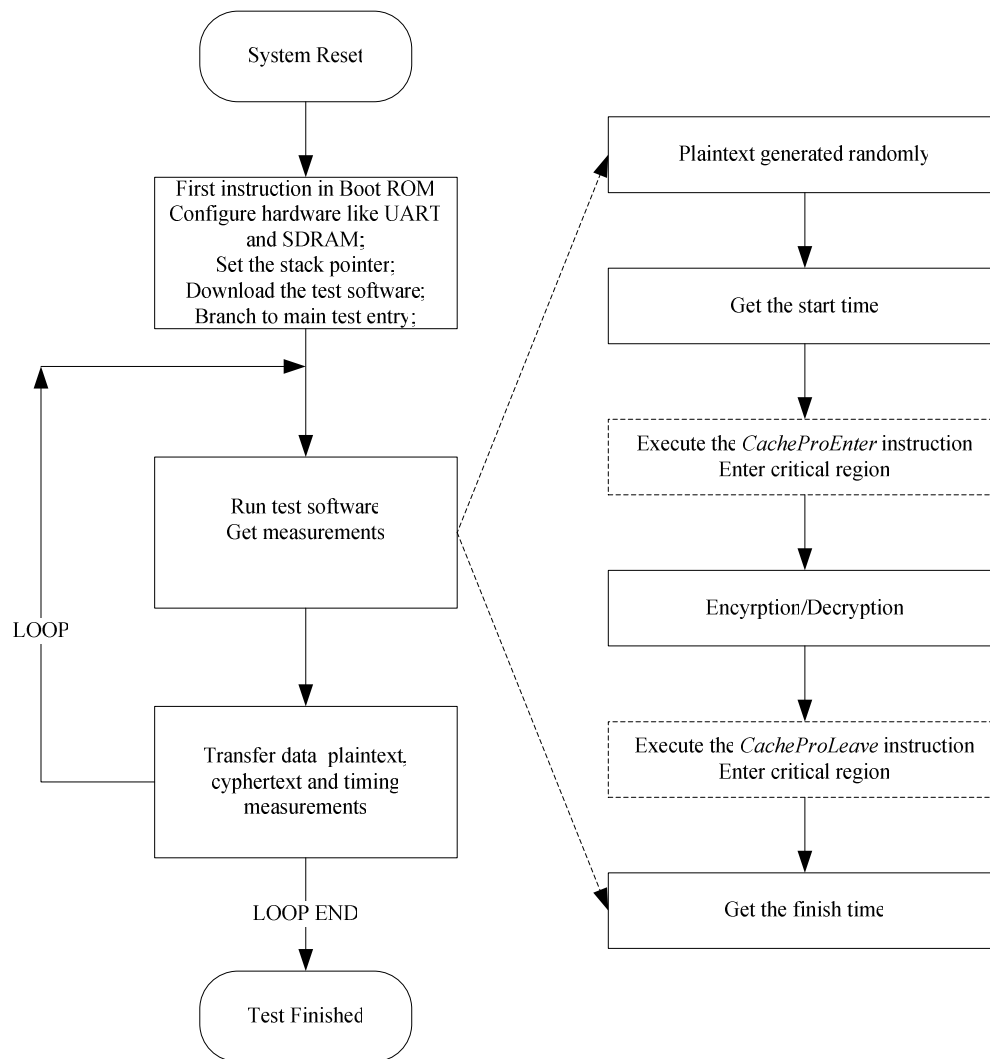 System Reset
First instruction in Boot ROM
Configure hardware like UART
and SDRAM;
Set the stack pointer;
Download the test software;
Branch to main test entry;
Run test software
Get measurements
LOOP
Transfer data plaintext,
cyphertext and timing
measurements
LOOP END
Test Finished
Plaintext generated randomly
Get the start time
Execute the CacheProEnter instruction
Enter critical region
Encyrption/Decryption
Execute the CacheProLeave instruction
Enter critical region
Get the finish time